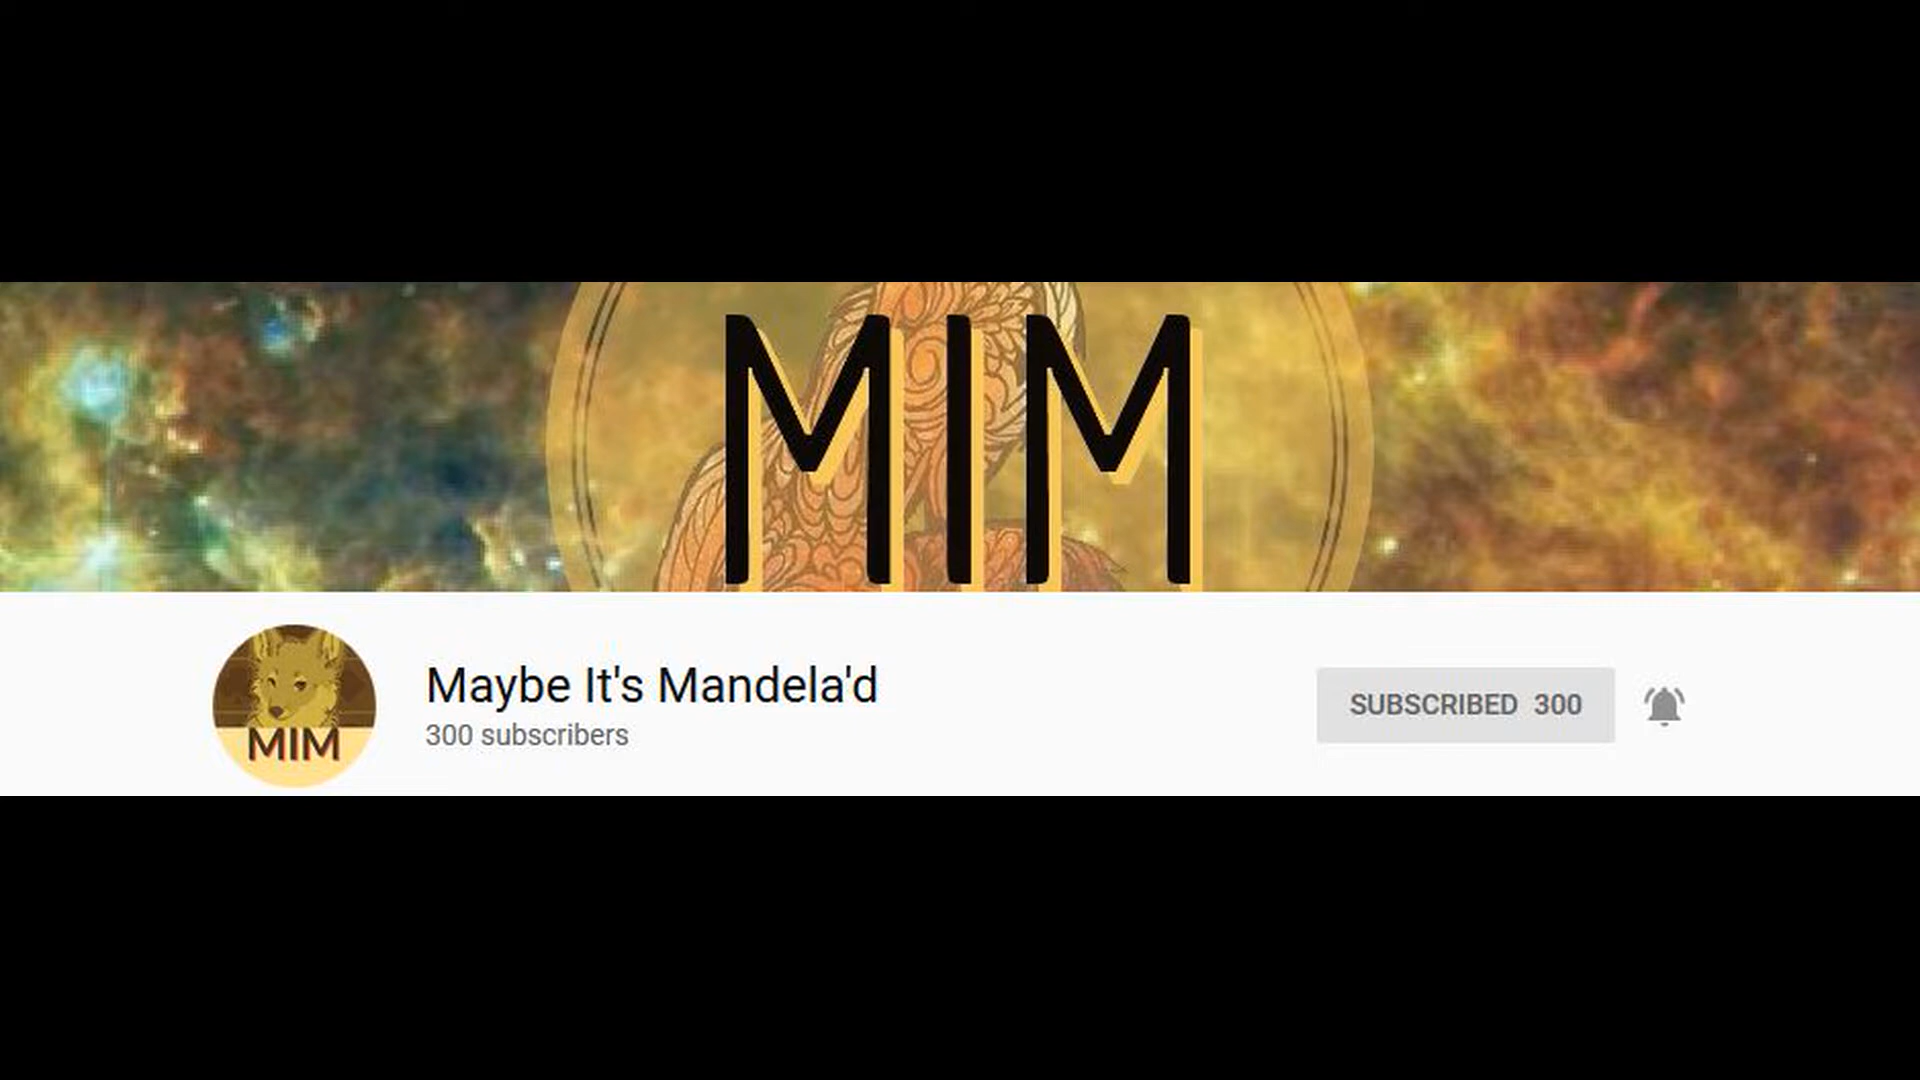 MIM
MIM
Maybe It's Mandela'd
300 subscribers
SUBSCRIBED 300